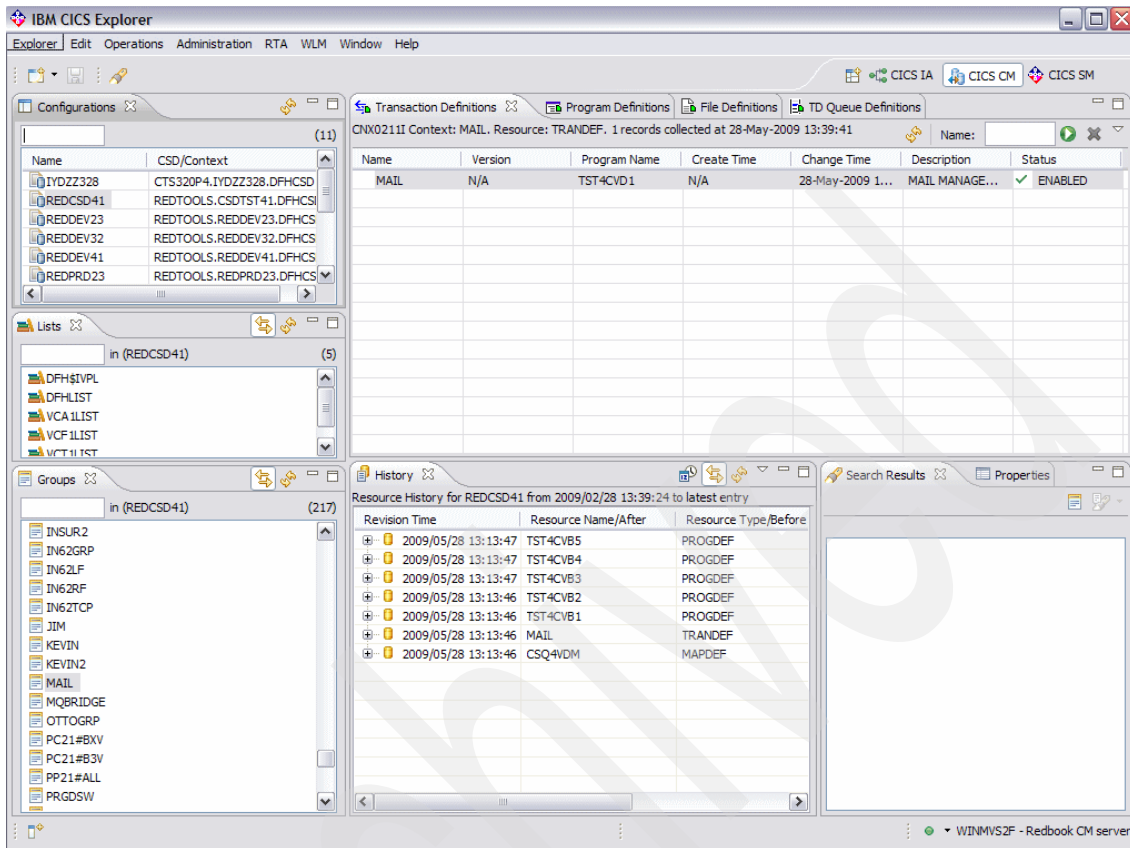 IBM CICS Explorer
Explorer Edit Operations Administration RTA WLM Window Help
CICS IA CICS CM CICS SM
Configurations
(11)
Name CSD/Context
IYDZZ328 CTS320P4.IYDZZ328.DFHCSD
REDCSD41 REDTOOLS.CSDTST41.DFHCSI
REDDEV23 REDTOOLS.REDDEV23.DFHCS
REDDEV32 REDTOOLS.REDDEV32.DFHCS
REDDEV41 REDTOOLS.REDDEV41.DFHCS
REDPRD23 REDTOOLS.REDPRD23.DFHCS
Lists
in (REDCSD41) (5)
DFH$IVPL
DFHLIST
VCA1LIST
VCF1LIST
VCT1LIST
Groups
in (REDCSD41) (217)
INSUR2
IN62GRP
IN62LF
IN62RF
IN62TCP
JIM
KEVIN
KEVIN2
MAIL
MQBRIDGE
OTTOGRP
PC21#BXV
PC21#B3V
PP21#ALL
PRGDSW
Transaction Definitions Program Definitions File Definitions TD Queue Definitions
CNX0211I Context: MAIL. Resource: TRANDEF. 1 records collected at 28-May-2009 13:39:41 Name:
Name Version Program Name Create Time Change Time Description Status
MAIL N/A TST4CVD1 N/A 28-May-2009 1... MAIL MANAGE... ENABLED
History
Resource History for REDCSD41 from 2009/02/28 13:39:24 to latest entry
Revision Time Resource Name/After Resource Type/Before
2009/05/28 13:13:47 TST4CVB5 PROGDEF
2009/05/28 13:13:47 TST4CVB4 PROGDEF
2009/05/28 13:13:47 TST4CVB3 PROGDEF
2009/05/28 13:13:46 TST4CVB2 PROGDEF
2009/05/28 13:13:46 TST4CVB1 PROGDEF
2009/05/28 13:13:46 MAIL TRANDEF
2009/05/28 13:13:46 CSQ4VDM MAPDEF
Search Results Properties
WINMVS2F - Redbook CM server